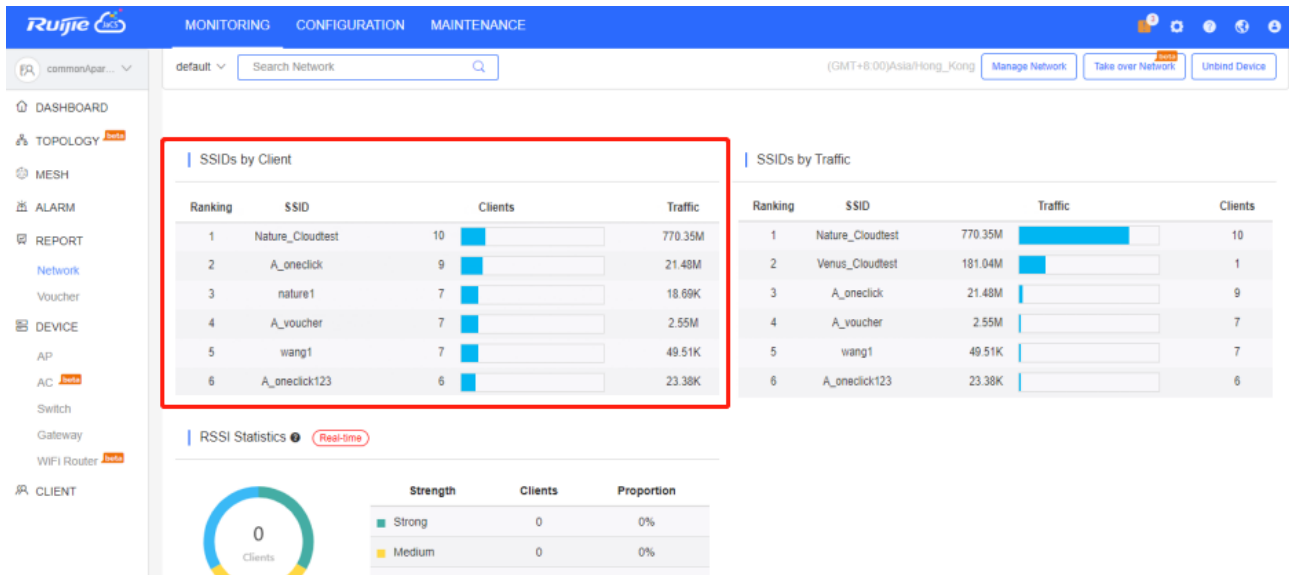 Ruijie JaCS MONITORING CONFIGURATION MAINTENANCE 3
commonApar... default Search Network (GMT+8:00)Asia/Hong_Kong Manage Network Take over Network beta Unbind Device
DASHBOARD
TOPOLOGY beta
MESH
ALARM
REPORT
Network
Voucher
DEVICE
AP
AC beta
Switch
Gateway
WiFi Router beta
CLIENT
SSIDs by Client
Ranking SSID Clients Traffic
1 Nature_Cloudtest 10 770.35M
2 A_oneclick 9 21.48M
3 nature1 7 18.69K
4 A_voucher 7 2.55M
5 wang1 7 49.51K
6 A_oneclick123 6 23.38K
SSIDs by Traffic
Ranking SSID Traffic Clients
1 Nature_Cloudtest 770.35M 10
2 Venus_Cloudtest 181.04M 1
3 A_oneclick 21.48M 9
4 A_voucher 2.55M 7
5 wang1 49.51K 7
6 A_oneclick123 23.38K 6
RSSI Statistics Real-time
0
Clients
Strength Clients Proportion
Strong 0 0%
Medium 0 0%